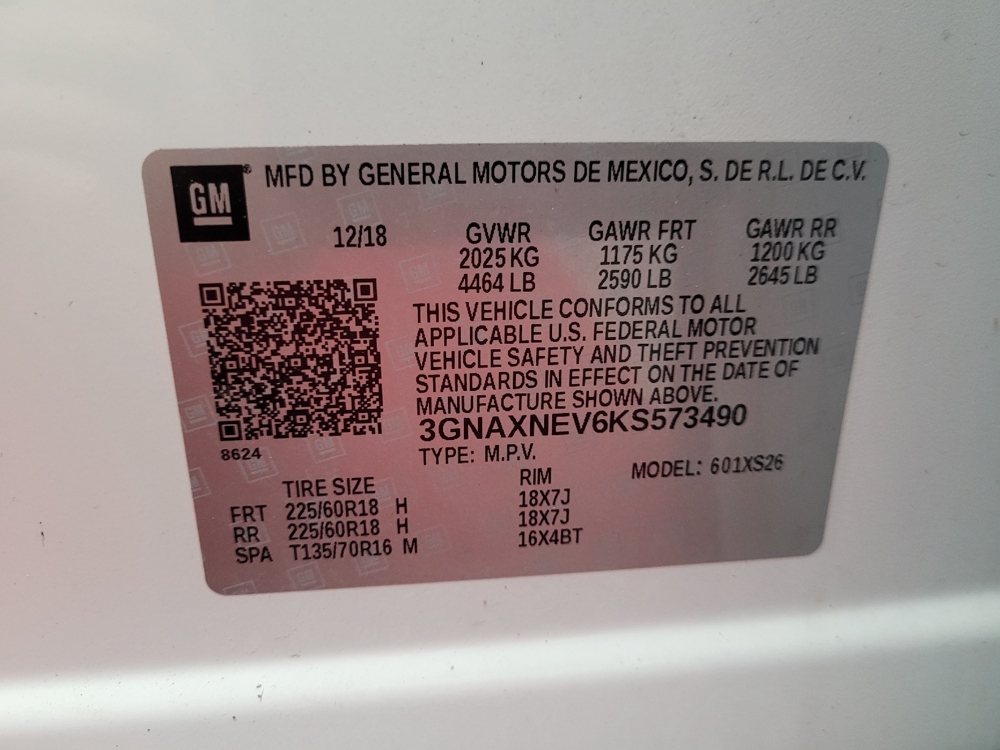 GM ® MFD BY GENERAL MOTORS DE MEXICO, S. DE R.L. DE C.V.
12/18 GVWR GAWR FRT GAWR RR
2025 KG 1175 KG 1200 KG
4464 LB 2590 LB 2645 LB
THIS VEHICLE CONFORMS TO ALL
APPLICABLE U.S. FEDERAL MOTOR
VEHICLE SAFETY AND THEFT PREVENTION
STANDARDS IN EFFECT ON THE DATE OF
MANUFACTURE SHOWN ABOVE.
3GNAXNEV6KS573490
8624
TYPE: M.P.V. MODEL: 601XS26
TIRE SIZE RIM
FRT 225/60R18 H 18X7J
RR 225/60R18 H 18X7J
SPA T135/70R16 M 16X4BT